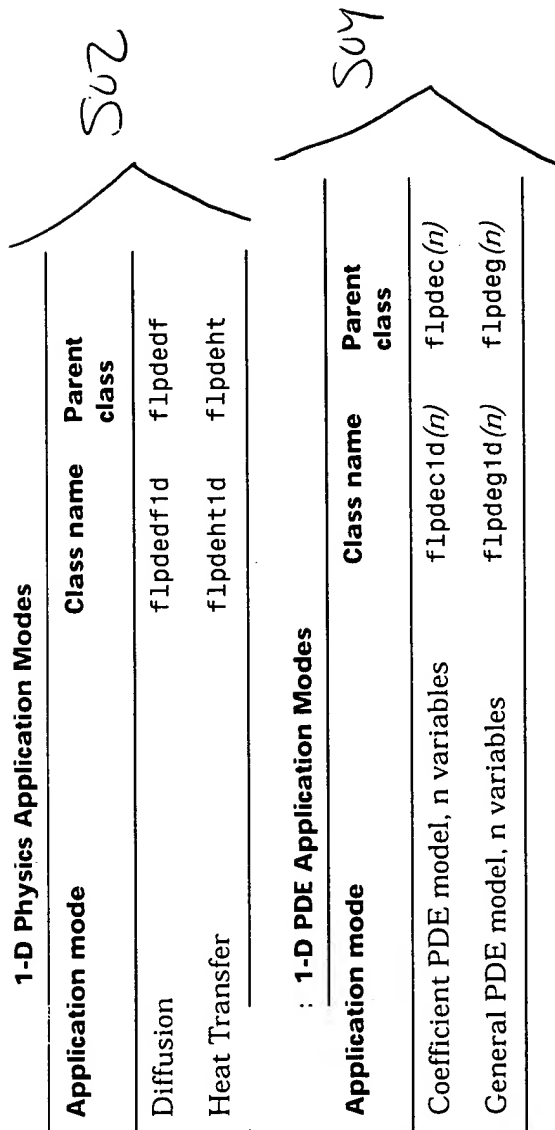 1-D Physics Application Modes
Application mode Class name Parent class
Diffusion flpdedf1d flpdedf
Heat Transfer flpdeht1d flpdeht
502
: 1-D PDE Application Modes
Application mode Class name Parent class
Coefficient PDE model, n variables flpdec1d(n) flpdec(n)
General PDE model, n variables flpdeg1d(n) flpdeg(n)
504